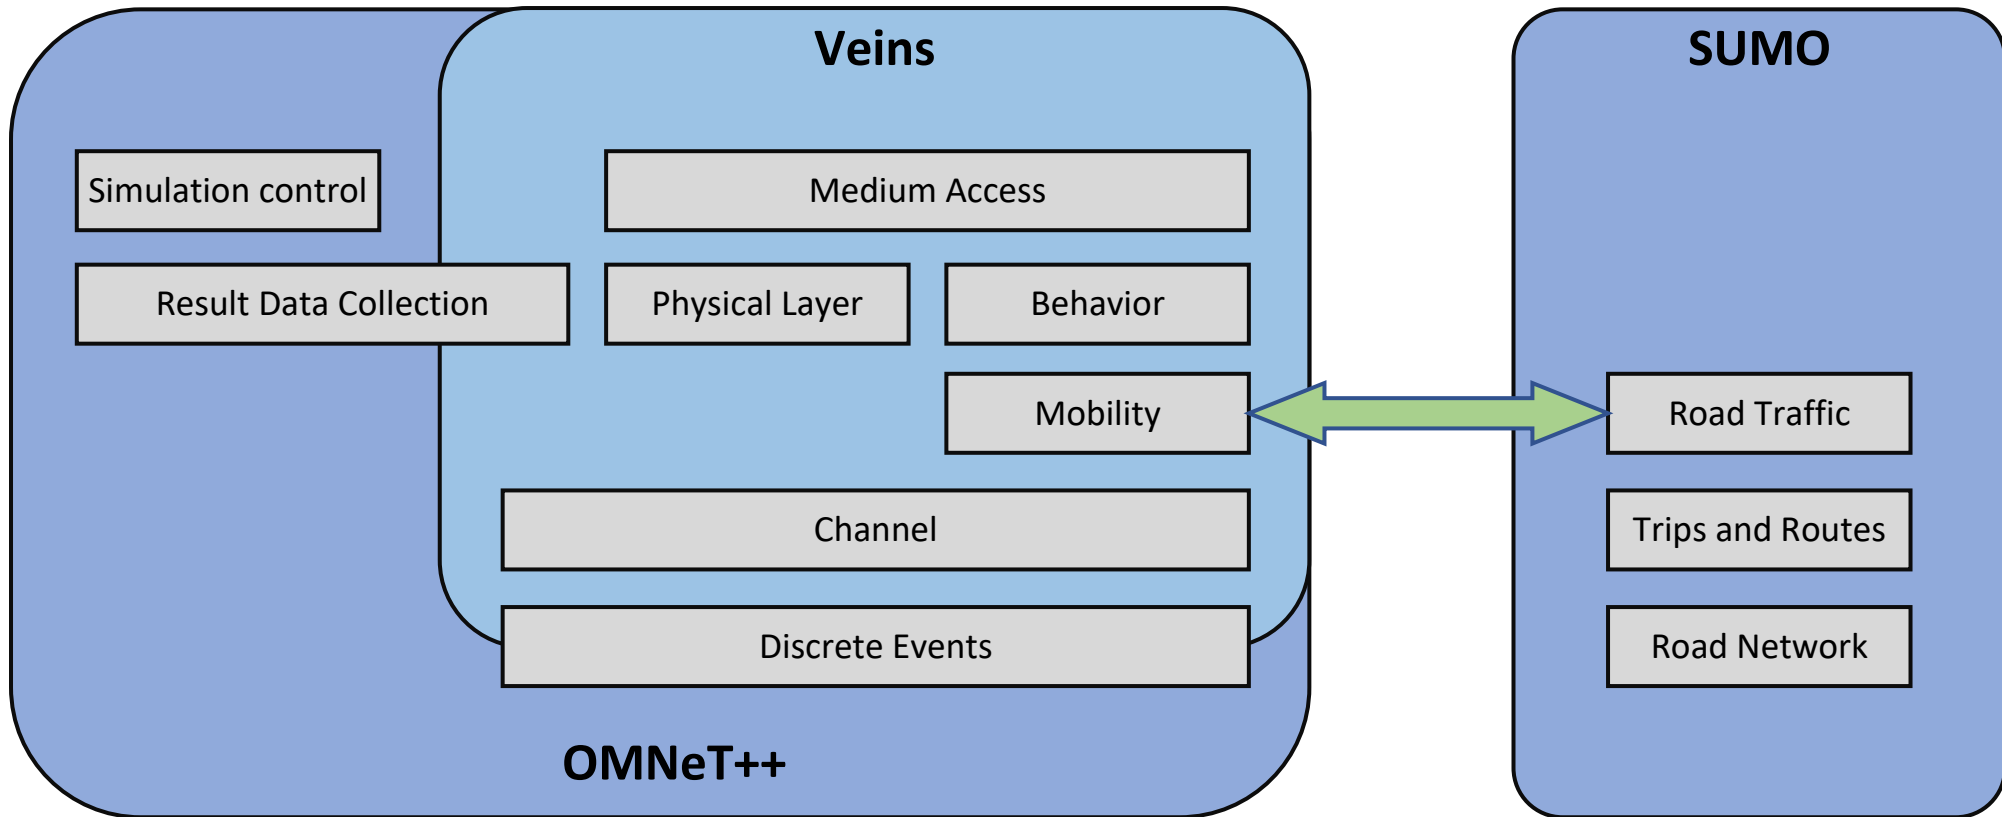 Veins
SUMO
Simulation control
Medium Access
Result Data Collection
Physical Layer
Behavior
Mobility
Road Traffic
Channel
Trips and Routes
Discrete Events
Road Network
OMNeT++